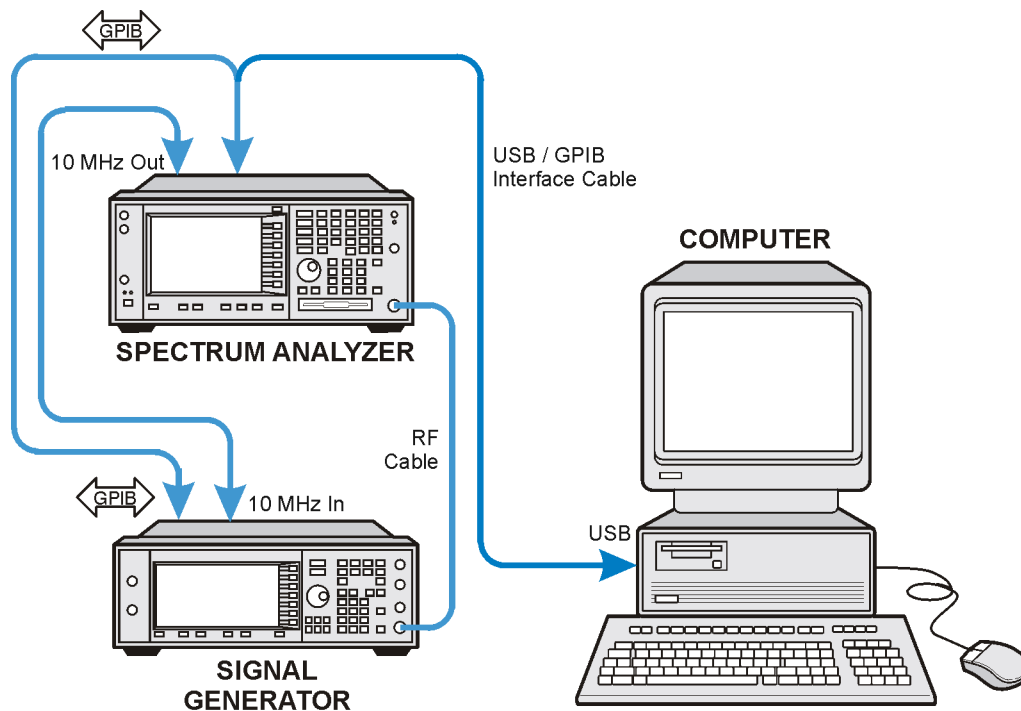 GPIB
10 MHz Out
USB / GPIB
Interface Cable
COMPUTER
SPECTRUM ANALYZER
RF
Cable
GPIB
10 MHz In
USB
SIGNAL
GENERATOR